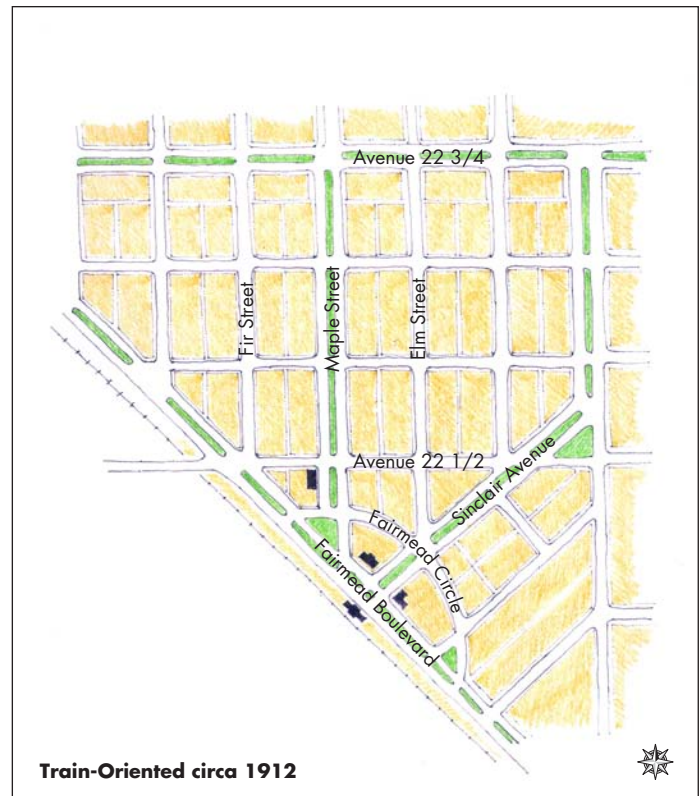 Avenue 22 3/4
Fir Street
Maple Street
Elm Street
Avenue 22 1/2
Sinclair Avenue
Fairmead Circle
Fairmead Boulevard
Train-Oriented circa 1912